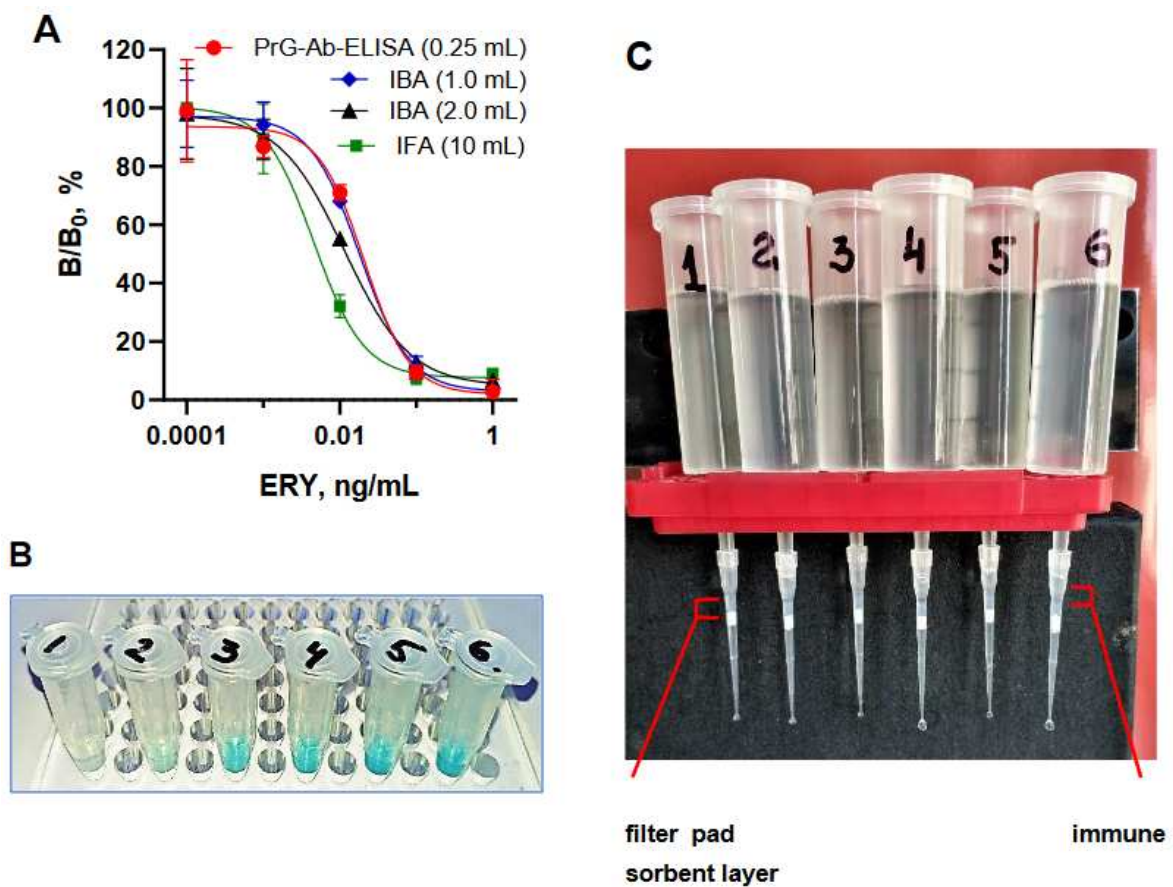 A
120
100
80
60
40
20
0
B/B0, %
PrG-Ab-ELISA (0.25 mL)
IBA (1.0 mL)
IBA (2.0 mL)
IFA (10 mL)
0.0001 0.01 1
ERY, ng/mL
B
1 2 3 4 5 6.
C
1 2 3 4 5 6
filter pad immune
sorbent layer